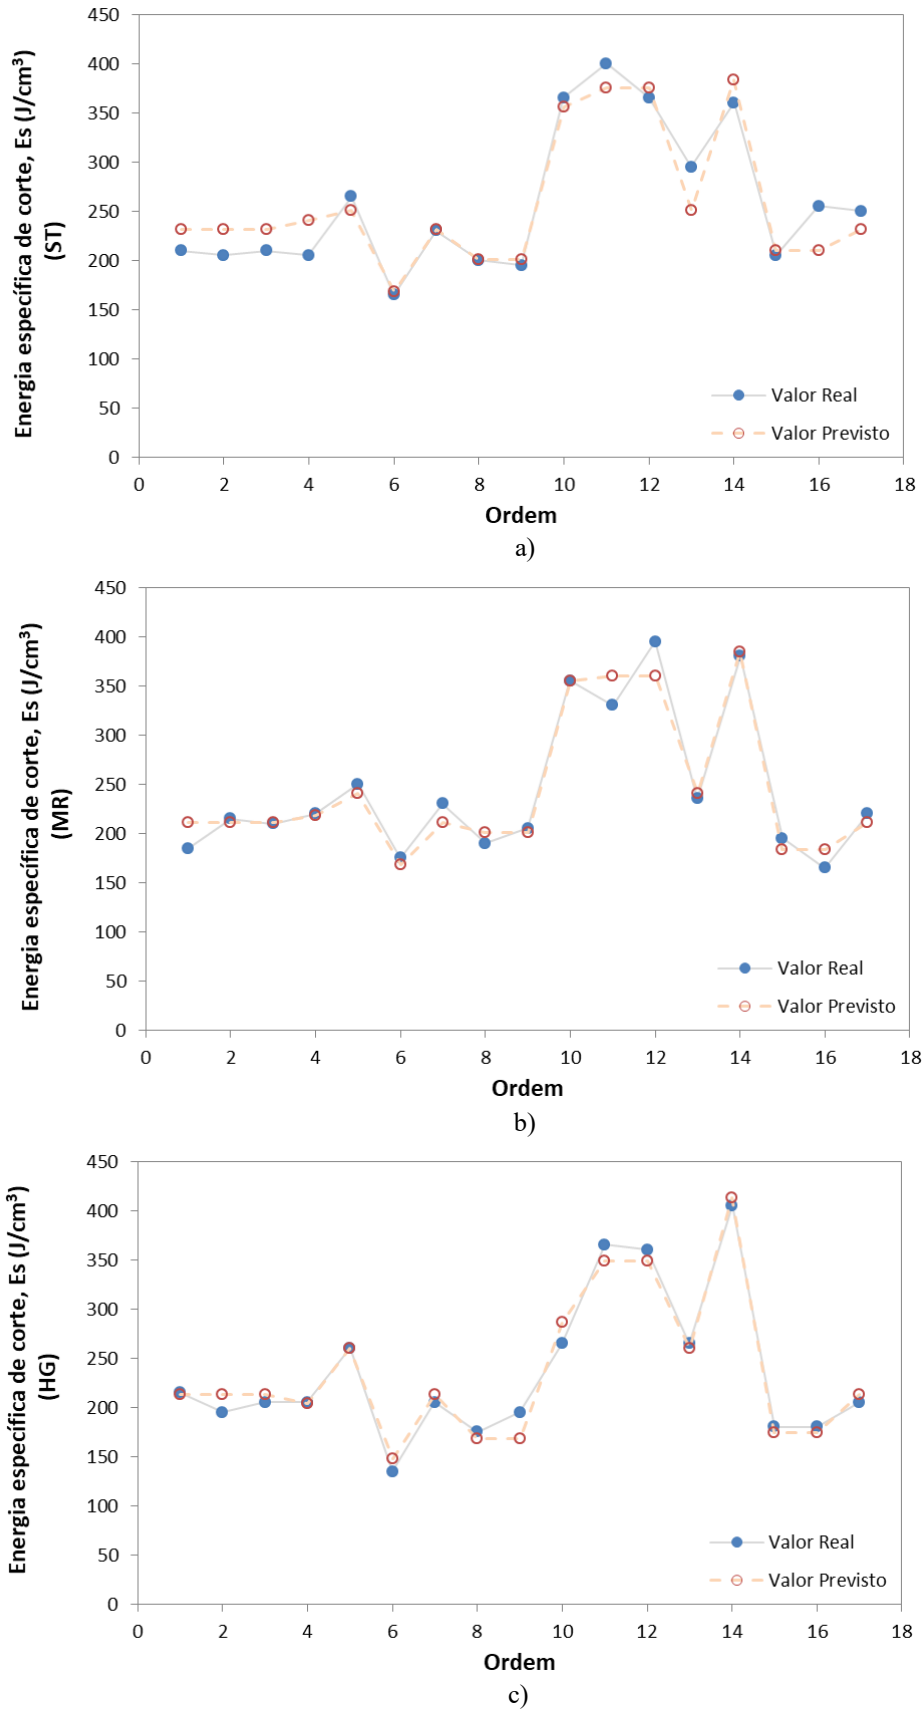 Energia específica de corte, Es (J/cm³)
(ST)
450
400
350
300
250
200
150
100
50
0
0 2 4 6 8 10 12 14 16 18
Valor Real
Valor Previsto
Ordem
a)
Energia específica de corte, Es (J/cm³)
(MR)
450
400
350
300
250
200
150
100
50
0
0 2 4 6 8 10 12 14 16 18
Valor Real
Valor Previsto
Ordem
b)
Energia específica de corte, Es (J/cm³)
(HG)
450
400
350
300
250
200
150
100
50
0
0 2 4 6 8 10 12 14 16 18
Valor Real
Valor Previsto
Ordem
c)